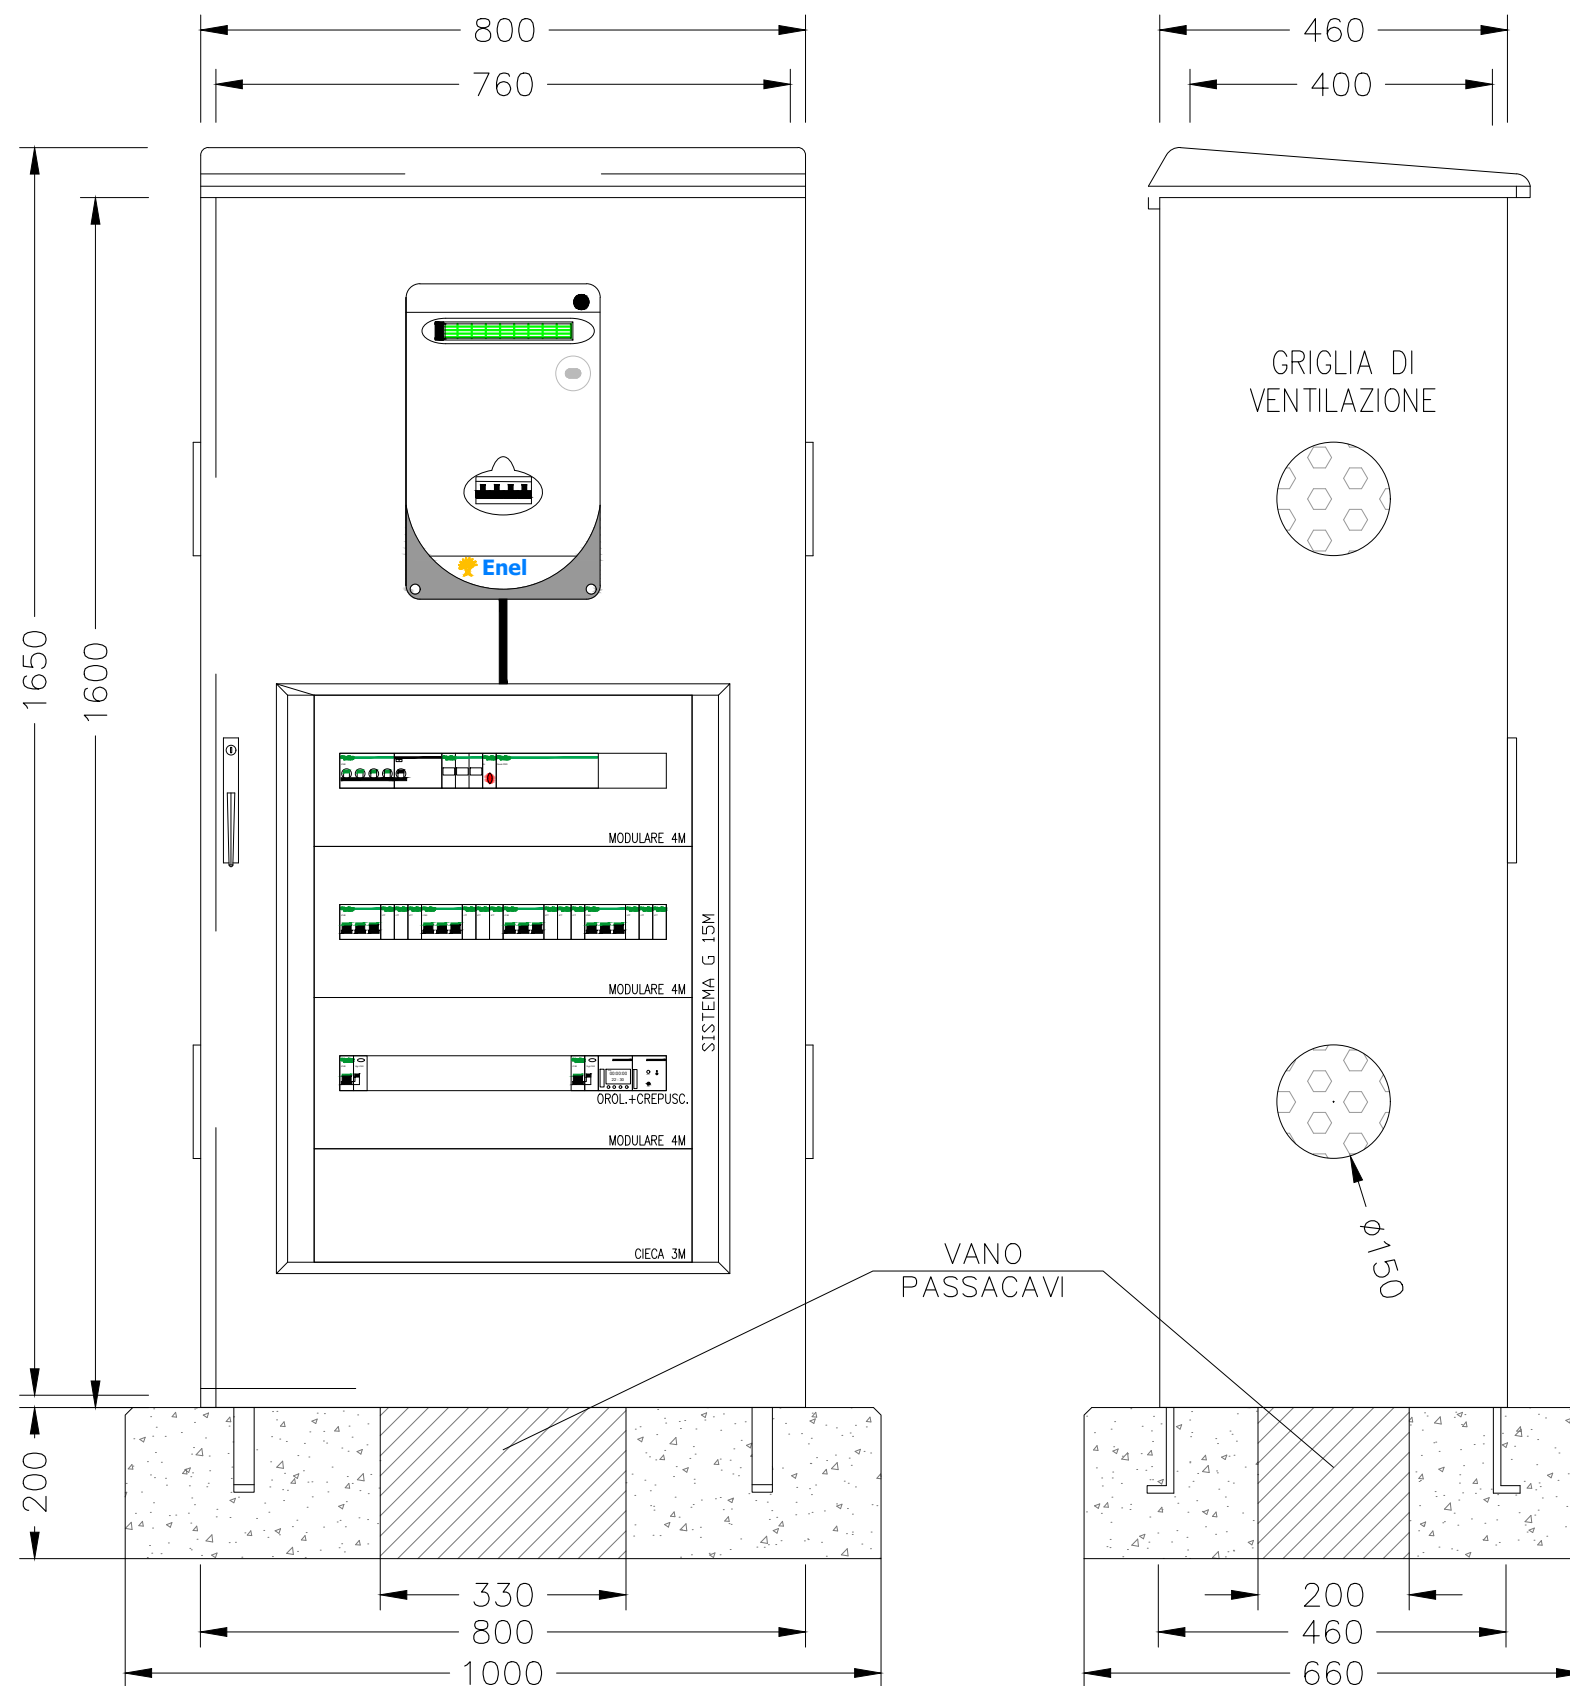 800
460
760
400
GRIGLIA DI
VENTILAZIONE
Enel
1650
1600
MODULARE 4M
MODULARE 4M
SISTEMA G 15M
OROL.+CREPUSC.
MODULARE 4M
CIECA 3M
VANO
PASSACAVI
ø150
200
330
200
800
460
1000
660